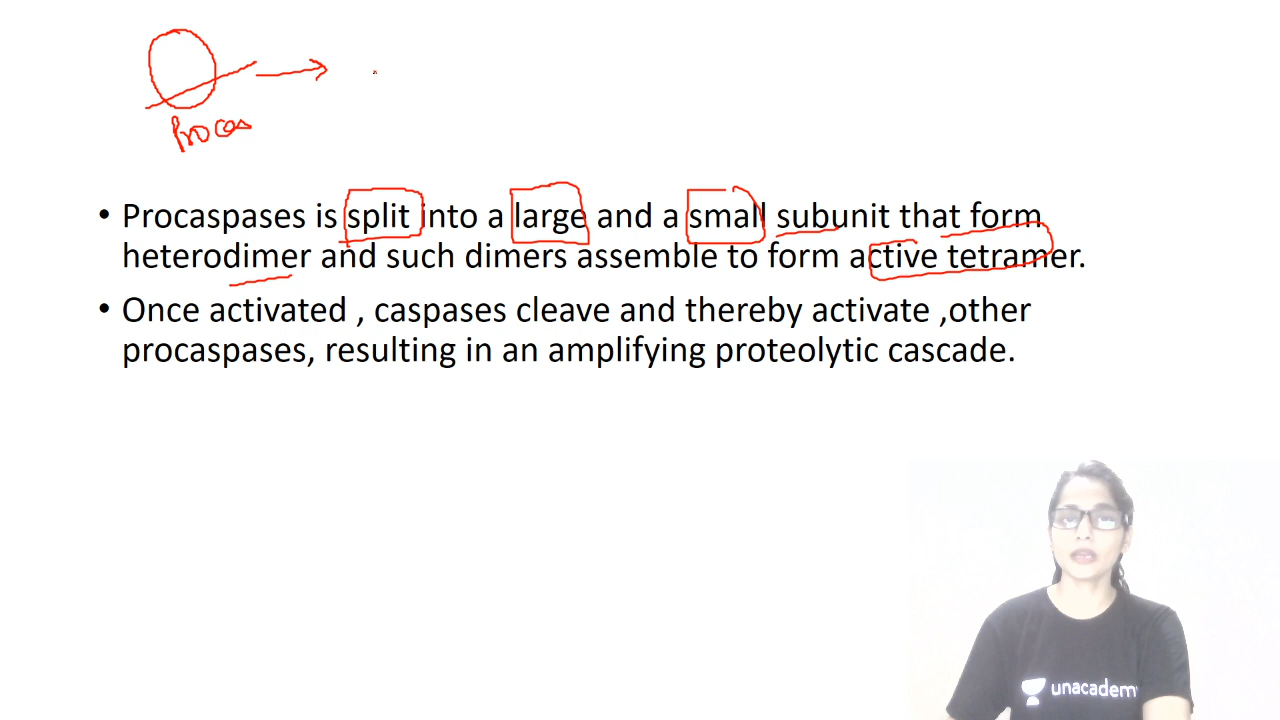 Procas
• Procaspases is split into a large and a small subunit that form
heterodimer and such dimers assemble to form active tetramer.
• Once activated , caspases cleave and thereby activate ,other
procaspases, resulting in an amplifying proteolytic cascade.
unacademy